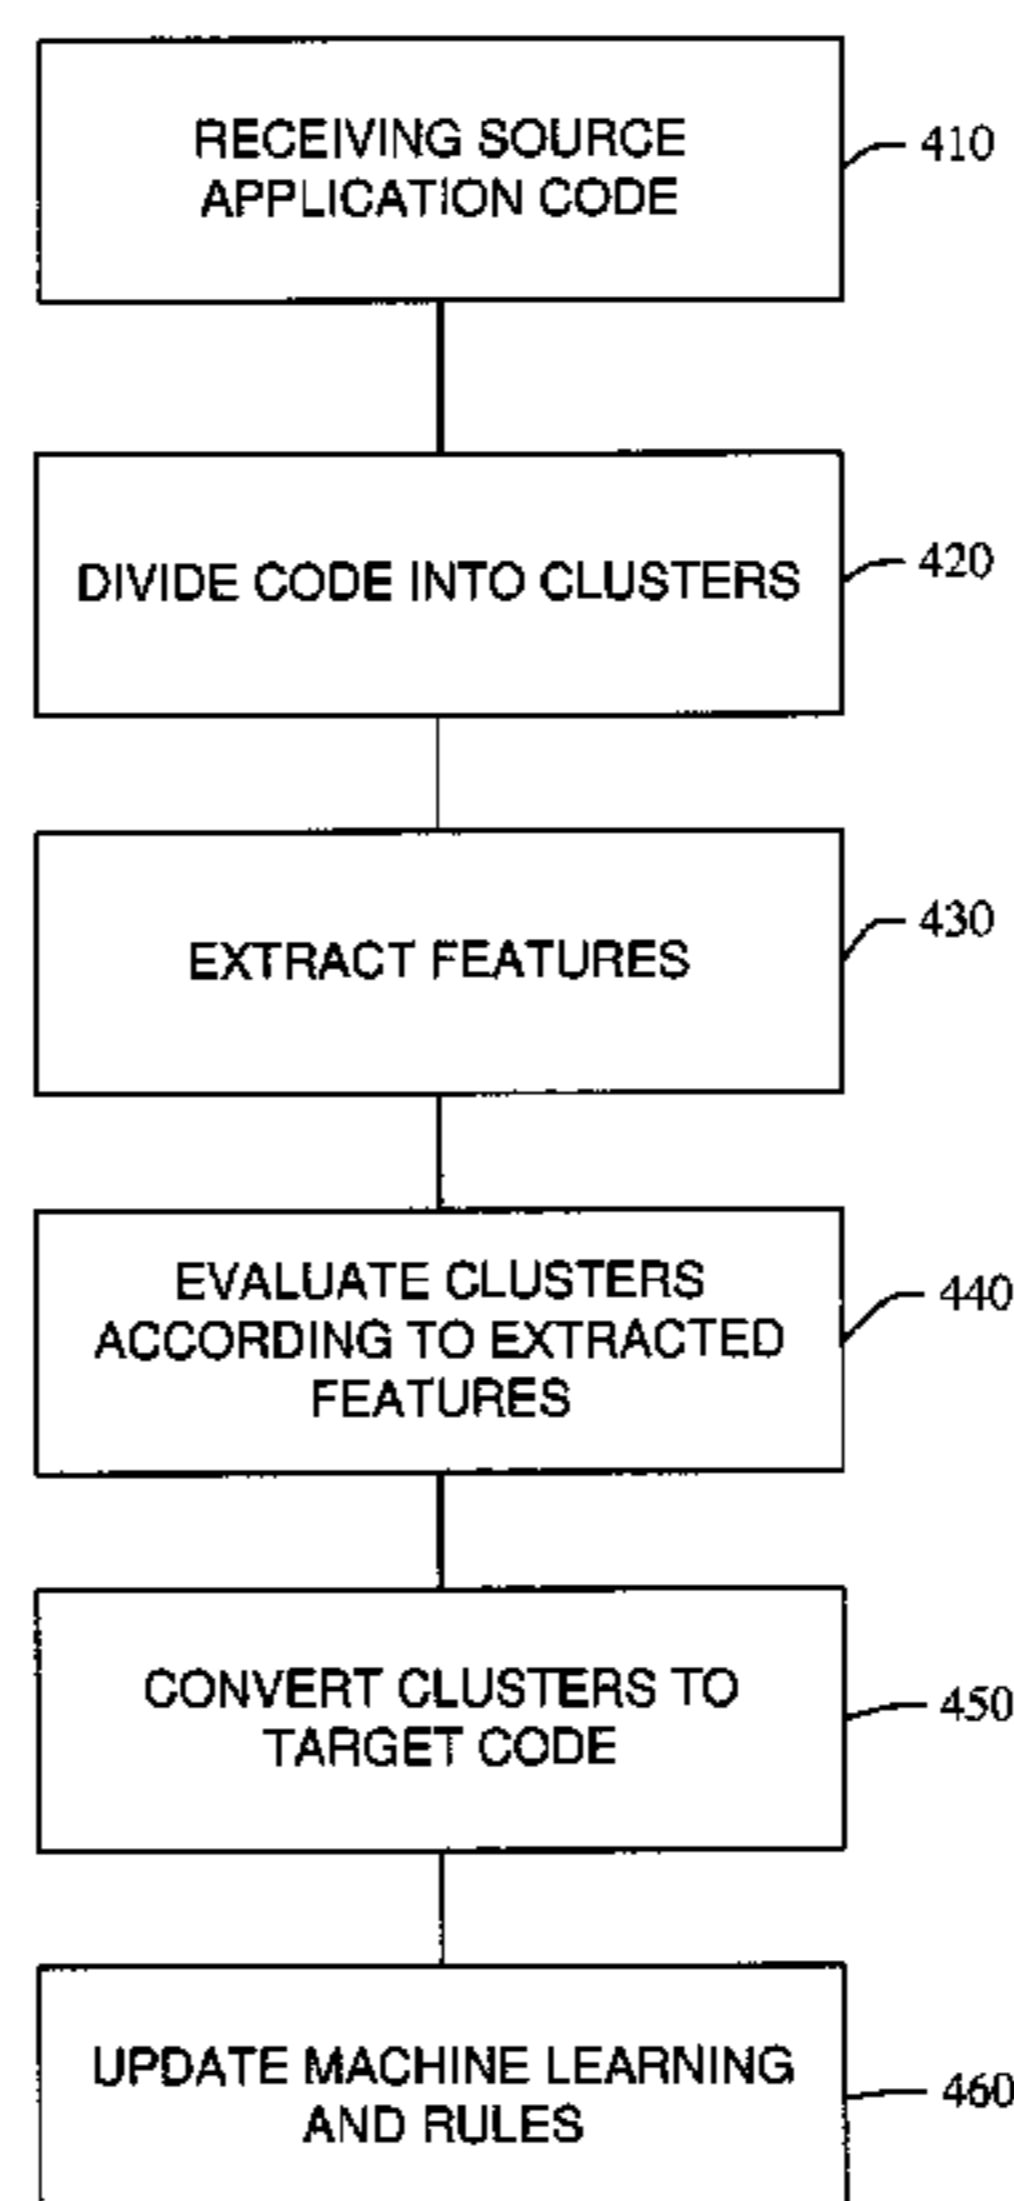 RECEIVING SOURCE
APPLICATION CODE
410
DIVIDE CODE INTO CLUSTERS
420
EXTRACT FEATURES
430
EVALUATE CLUSTERS
ACCORDING TO EXTRACTED
FEATURES
440
CONVERT CLUSTERS TO
TARGET CODE
450
UPDATE MACHINE LEARNING
AND RULES
460